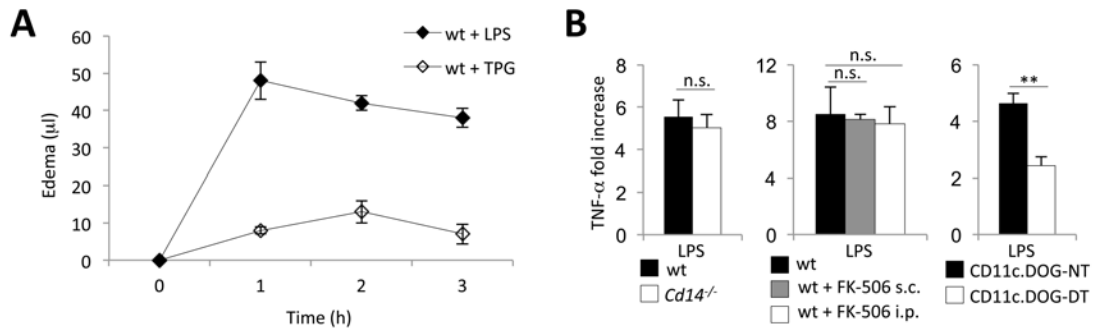 A
60
50
40
30
20
10
0
0 1 2 3
Edema (μl)
Time (h)
wt + LPS
wt + TPG
B
TNF-α fold increase
8
6
4
2
0
n.s.
LPS
wt
Cd14-/-
12
8
4
0
n.s.
n.s.
LPS
wt
wt + FK-506 s.c.
wt + FK-506 i.p.
6
4
2
0
**
LPS
CD11c.DOG-NT
CD11c.DOG-DT